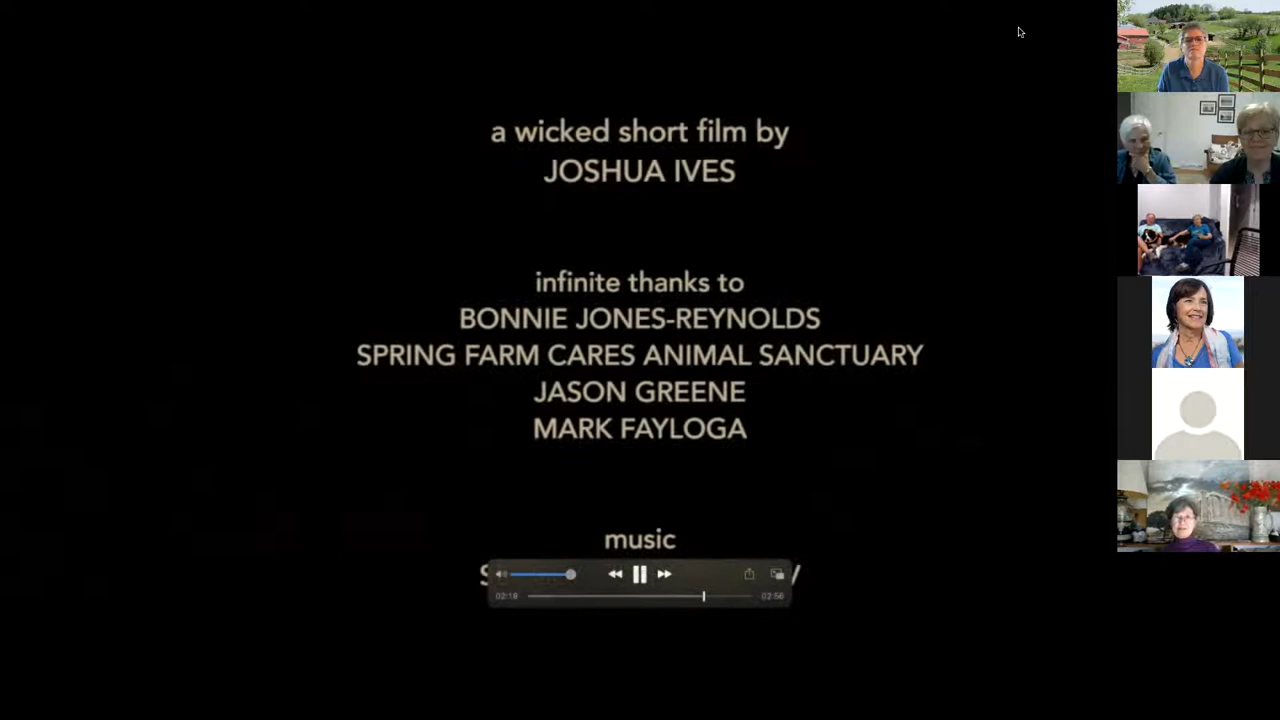 a wicked short film by
JOSHUA IVES
infinite thanks to
BONNIE JONES-REYNOLDS
SPRING FARM CARES ANIMAL SANCTUARY
JASON GREENE
MARK FAYLOGA
music
02:18
02:56